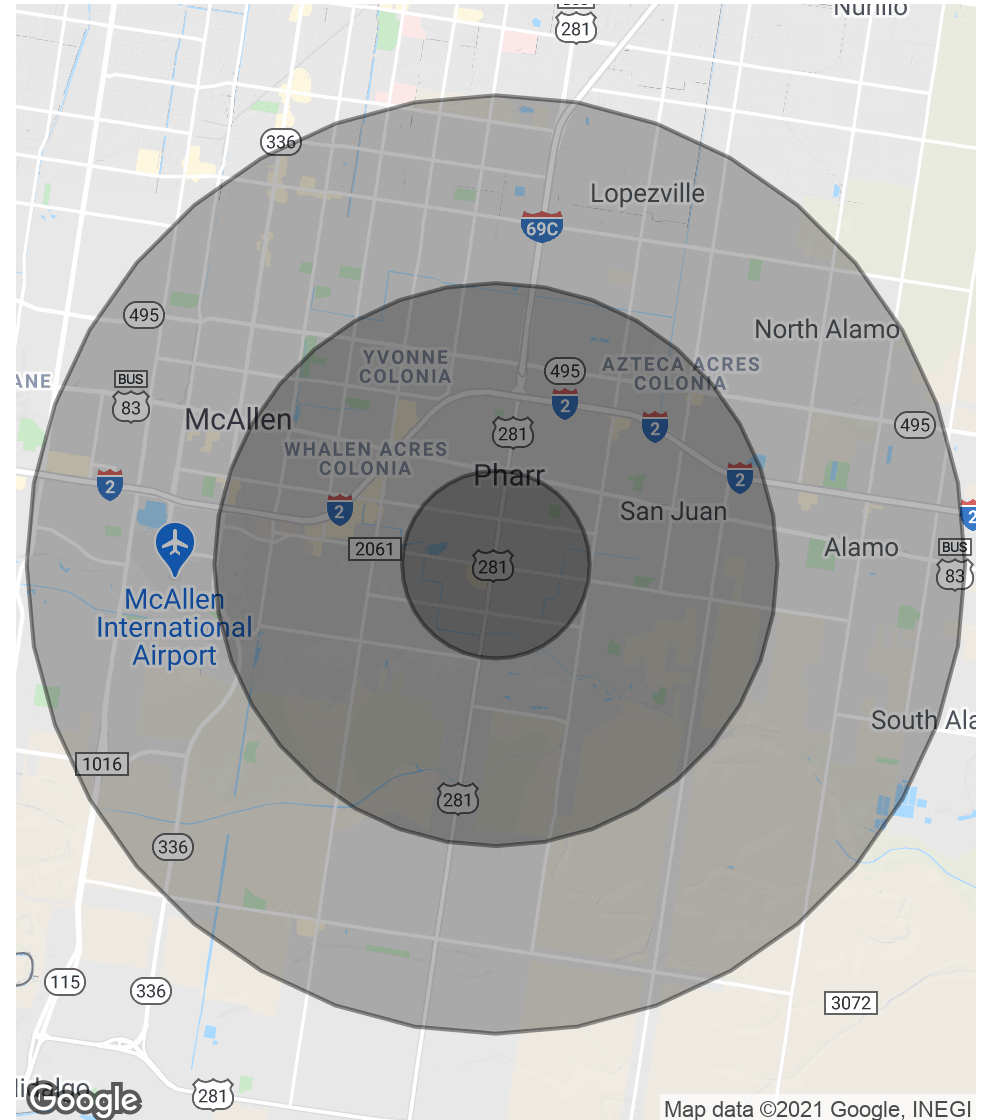 Nurillo
281
336
Lopezville
69C
495
North Alamo
YVONNE
COLONIA
495
AZTECA ACRES
COLONIA
ANE
BUS
83
2
McAllen
281
2
495
WHALEN ACRES
COLONIA
Pharr
2
2
2
2
San Juan
2061
Alamo
BUS
83
281
McAllen
International
Airport
South Ala
1016
281
336
115
336
3072
Hidalgo
281
Google
Map data ©2021 Google, INEGI